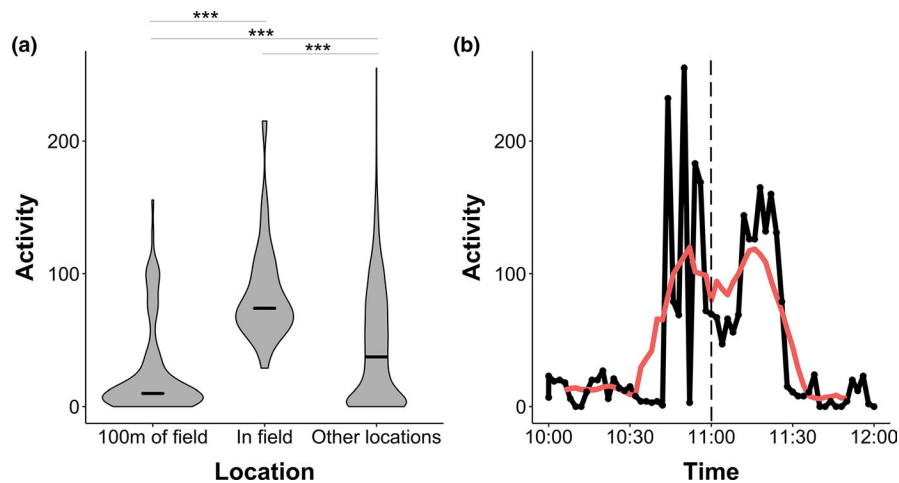 (a)
***
***
***
Activity
200
100
0
100m of field
In field
Other locations
Location
(b)
Activity
200
100
0
10:00
10:30
11:00
11:30
12:00
Time